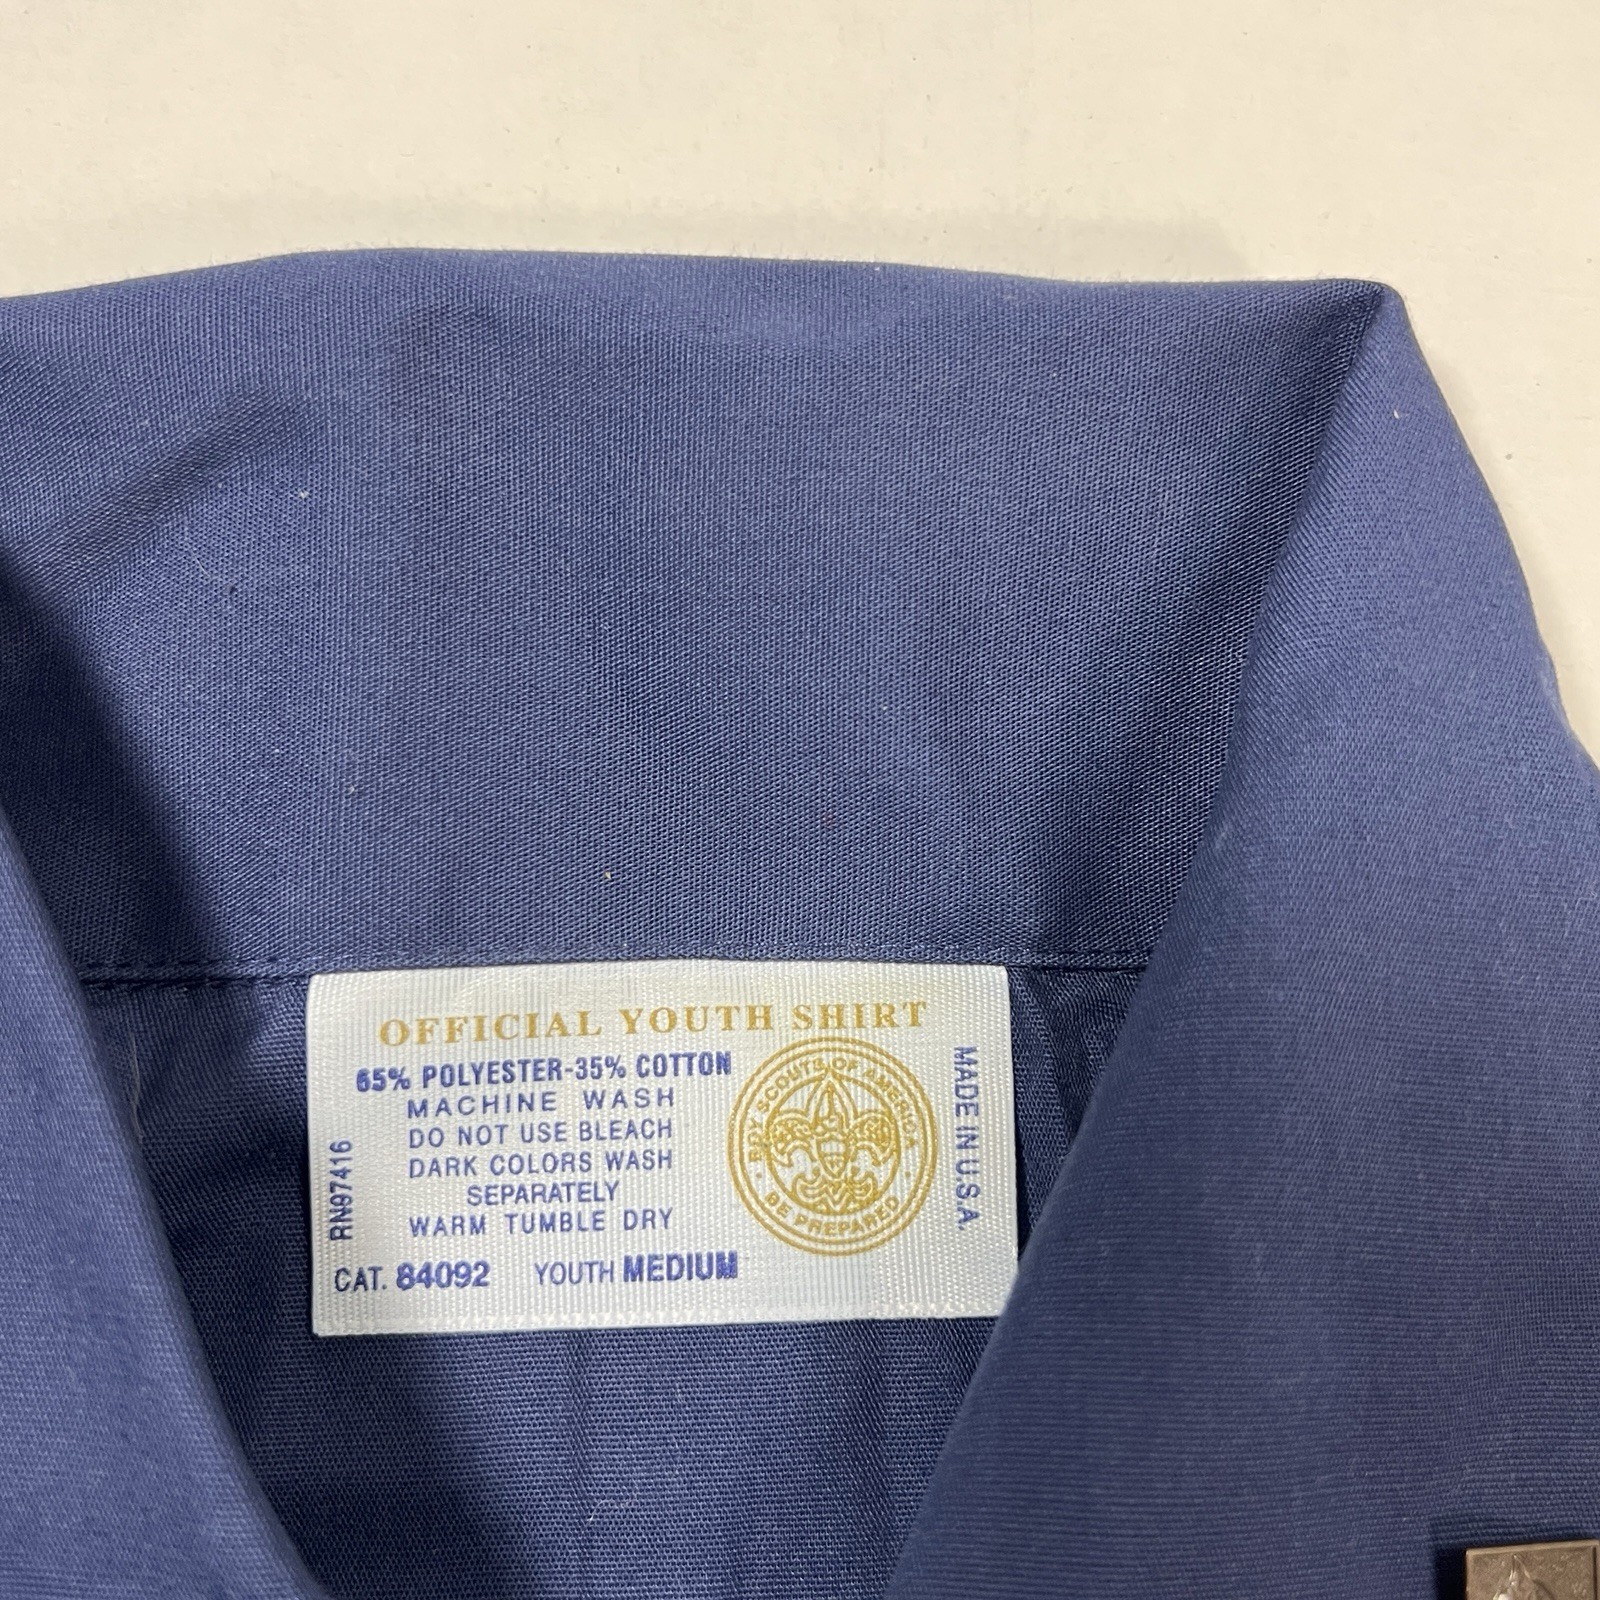 OFFICIAL YOUTH SHIRT
65% POLYESTER-35% COTTON
MACHINE WASH
DO NOT USE BLEACH
DARK COLORS WASH
SEPARATELY
WARM TUMBLE DRY
CAT. 84092 YOUTH MEDIUM
RN97416
BOY SCOUTS OF AMERICA
BE PREPARED
MADE IN U.S.A.